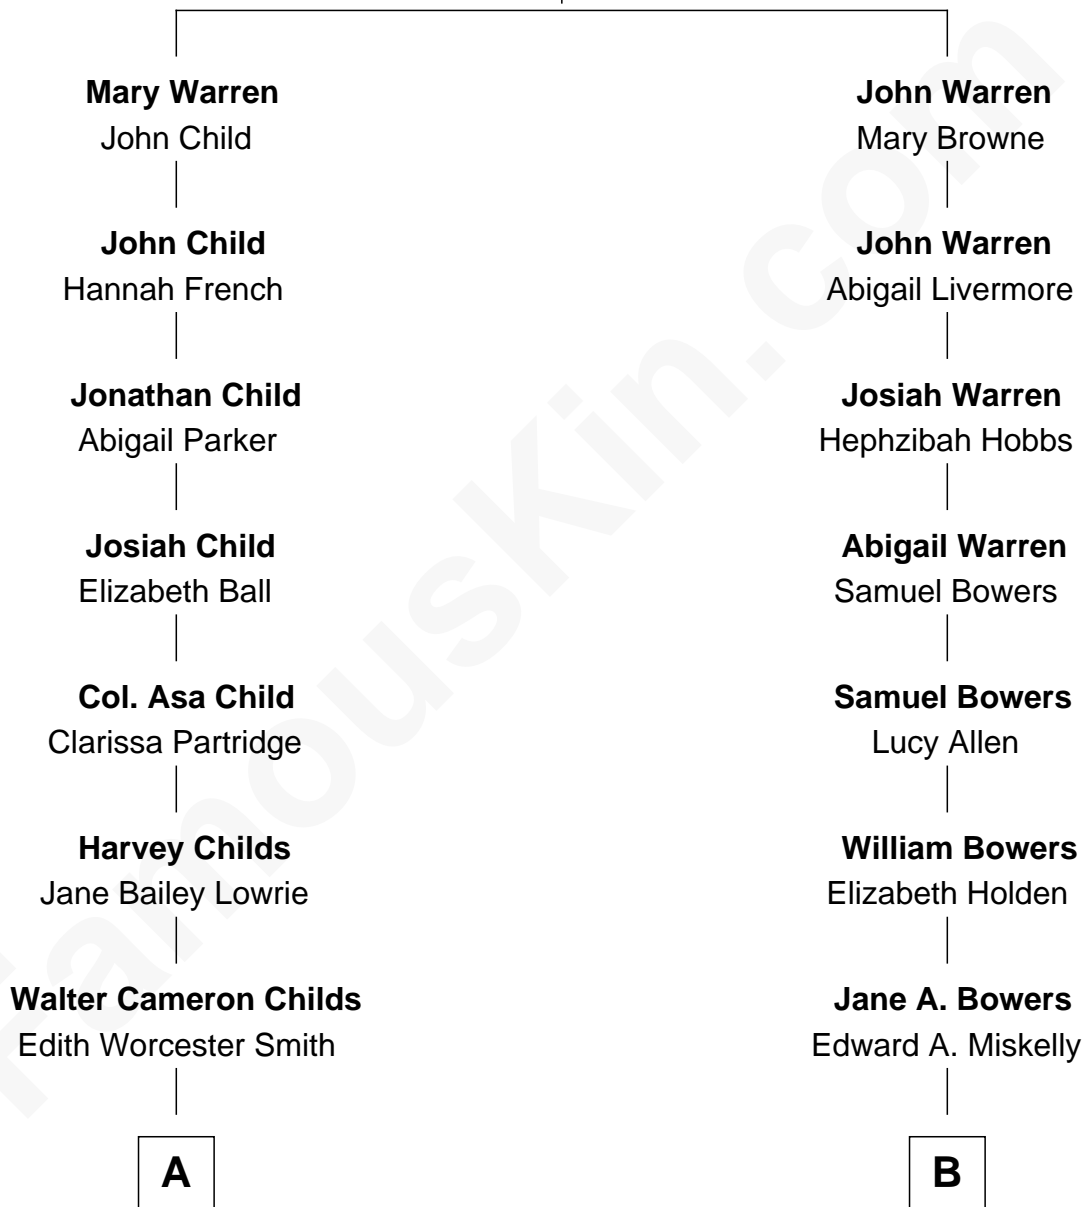 Mary Warren
John Child
John Child
Hannah French
Jonathan Child
Abigail Parker
Josiah Child
Elizabeth Ball
Col. Asa Child
Clarissa Partridge
Harvey Childs
Jane Bailey Lowrie
Walter Cameron Childs
Edith Worcester Smith
A
John Warren
Mary Browne
John Warren
Abigail Livermore
Josiah Warren
Hephzibah Hobbs
Abigail Warren
Samuel Bowers
Samuel Bowers
Lucy Allen
William Bowers
Elizabeth Holden
Jane A. Bowers
Edward A. Miskelly
B
FamousKin.com